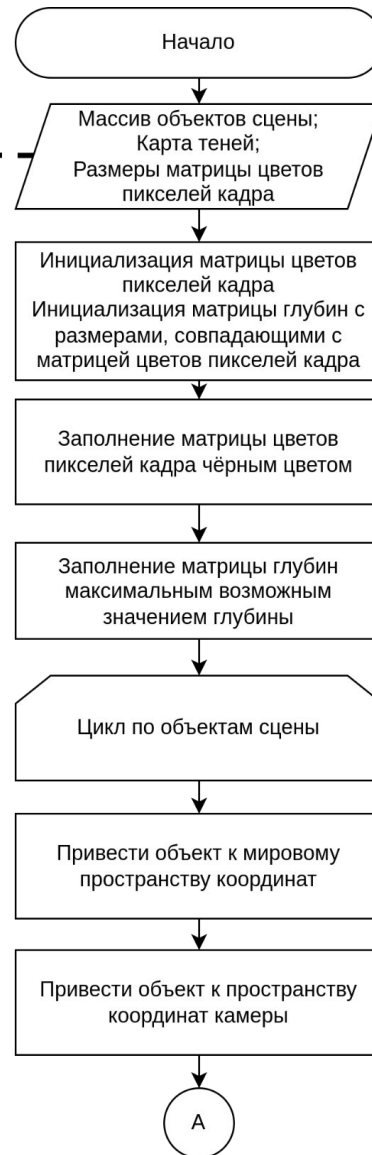 Начало
Массив объектов сцены;
Карта теней;
Размеры матрицы цветов
пикселей кадра
Инициализация матрицы цветов
пикселей кадра
Инициализация матрицы глубин с
размерами, совпадающими с
матрицей цветов пикселей кадра
Заполнение матрицы цветов
пикселей кадра чёрным цветом
Заполнение матрицы глубин
максимальным возможным
значением глубины
Цикл по объектам сцены
Привести объект к мировому
пространству координат
Привести объект к пространству
координат камеры
А